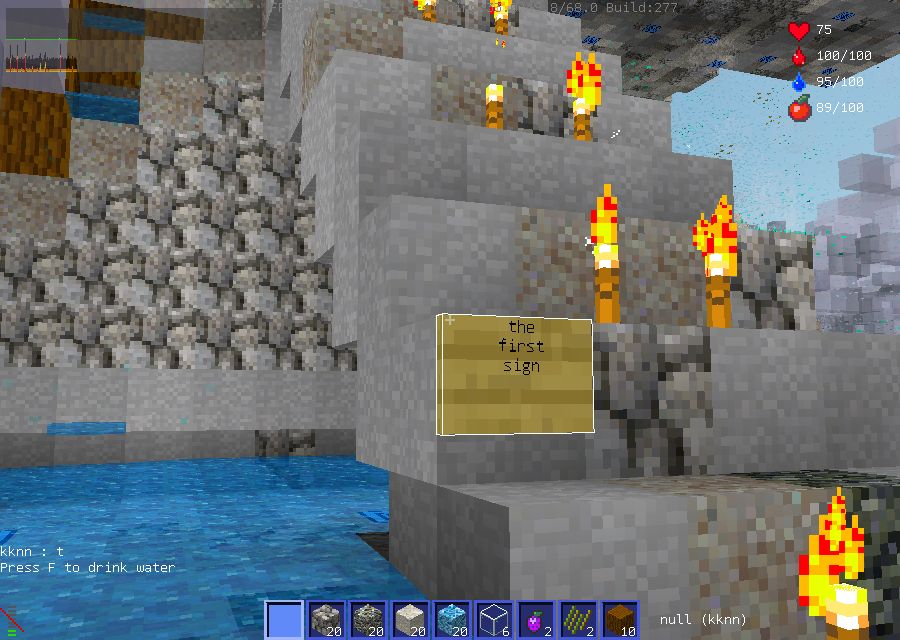 8/68.0 Build:277
75
100/100
95/100
89/100
the
first
sign
kknn : t
Press F to drink water
20
20
20
20
6
2
2
10
null (kknn)